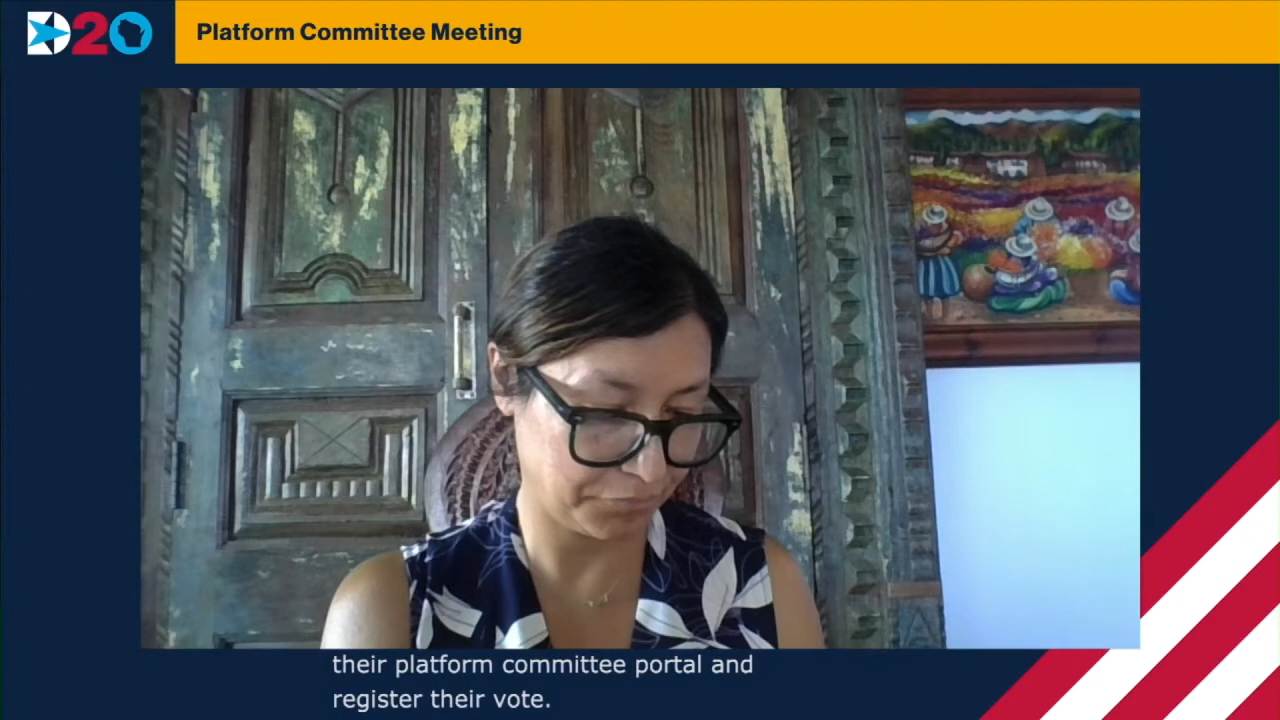 D20
Platform Committee Meeting
their platform committee portal and
register their vote.